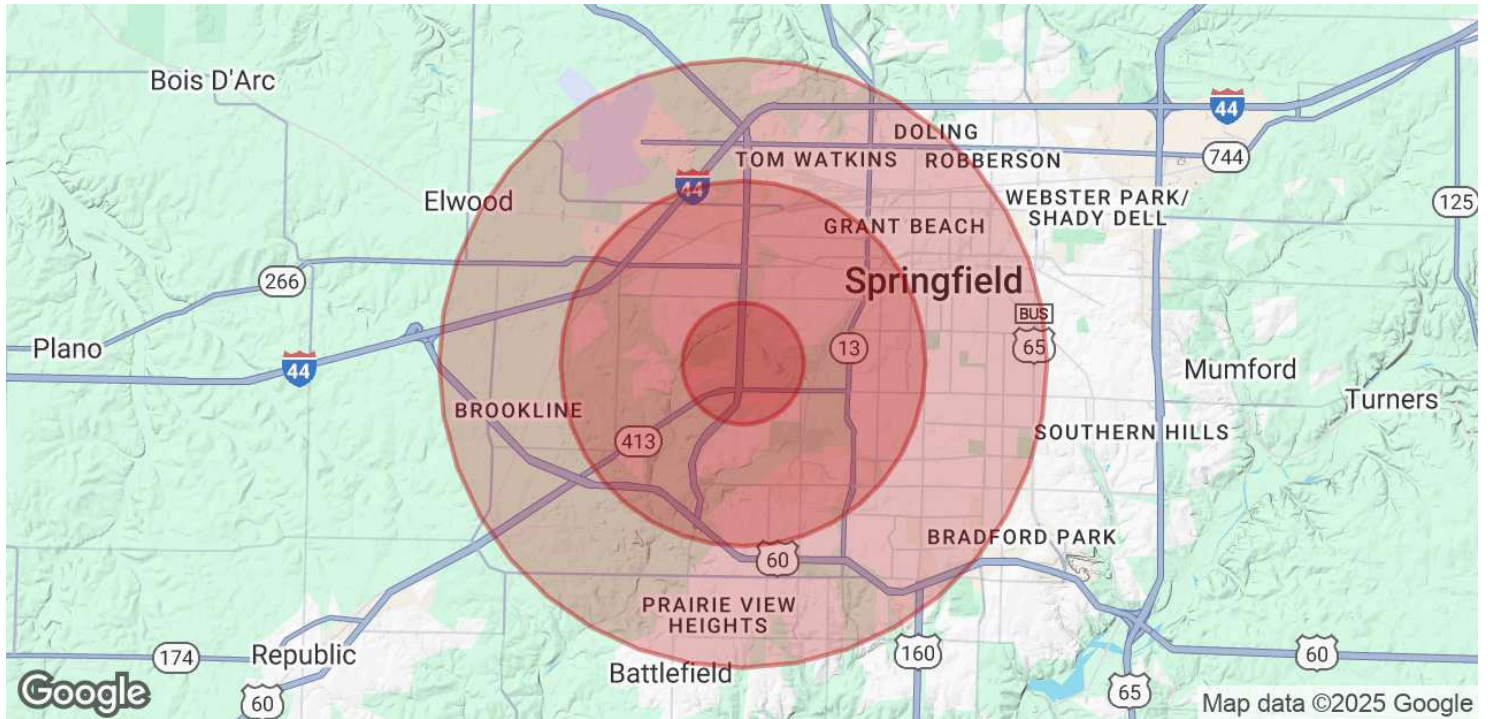 Bois D'Arc
44
DOLING
744
TOM WATKINS
ROBBERSON
44
Elwood
WEBSTER PARK/
SHADY DELL
125
GRANT BEACH
266
Springfield
BUS
65
Plano
13
44
Mumford
Turners
BROOKLINE
413
SOUTHERN HILLS
BRADFORD PARK
60
PRAIRIE VIEW
HEIGHTS
174
Republic
Battlefield
160
60
Google
60
65
Map data ©2025 Google